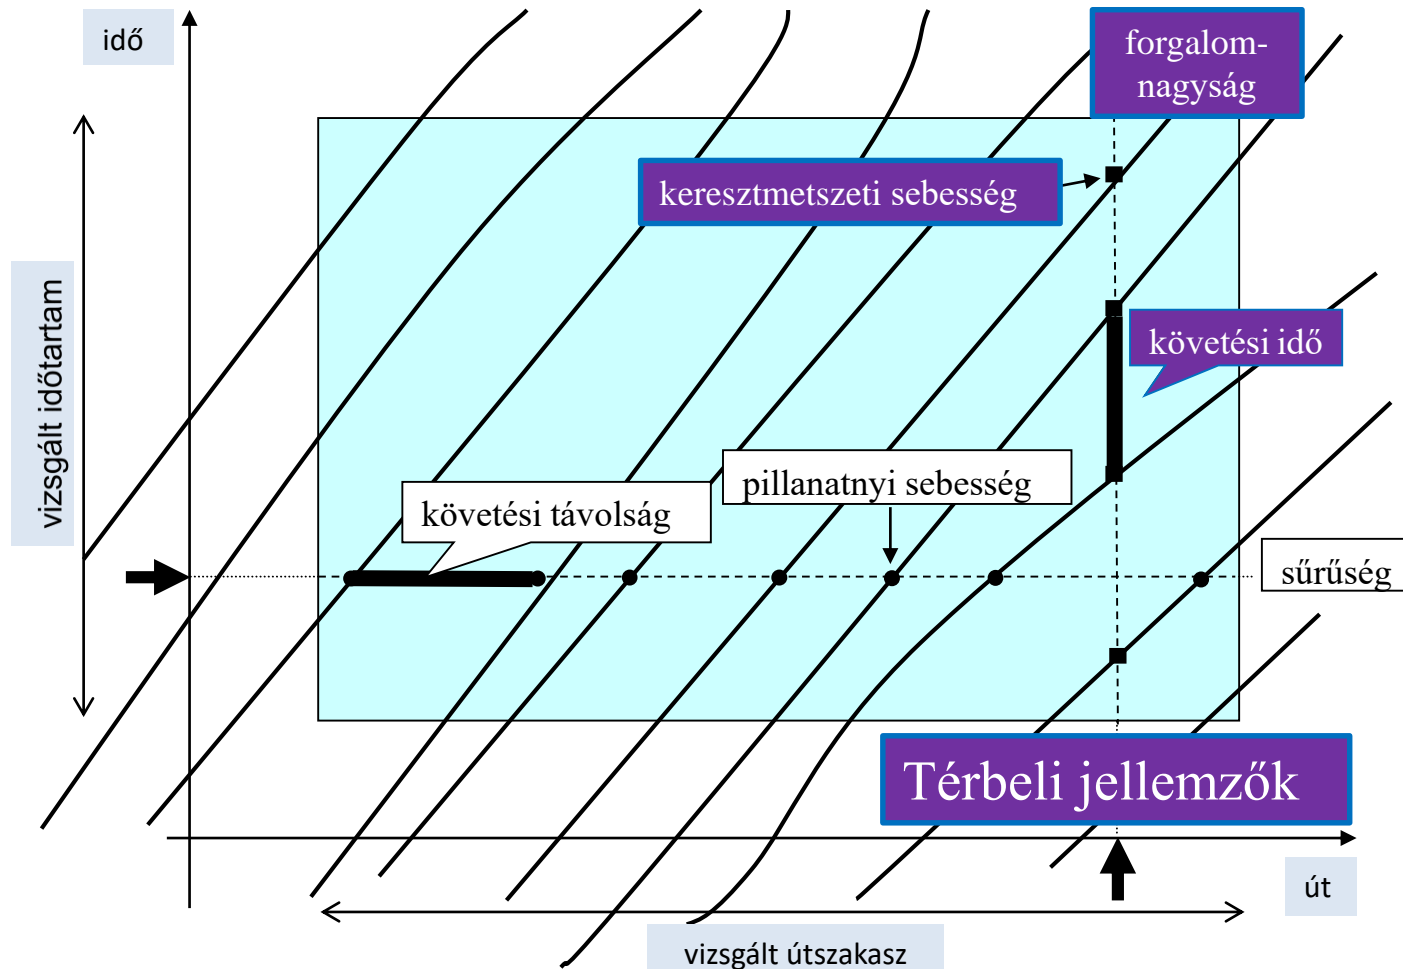 idő
forgalom-
nagyság
keresztmetszeti sebesség
vizsgált időtartam
követési idő
pillanatnyi sebesség
követési távolság
sűrűség
Térbeli jellemzők
út
vizsgált útszakasz